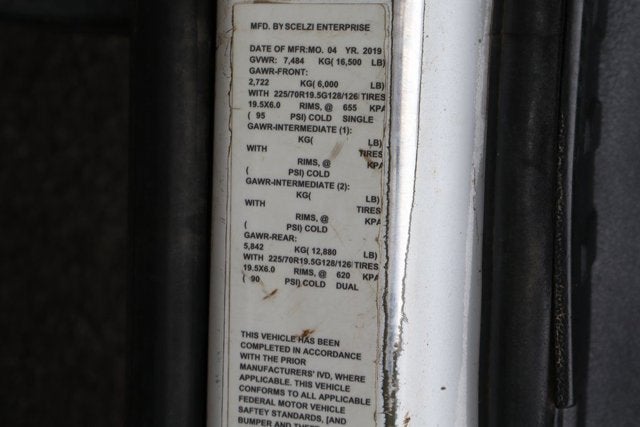 MFD. BY SCELZI ENTERPRISE
DATE OF MFR:MO. 04 YR. 2019
GVWR: 7,484 KG( 16,500 LB)
GAWR-FRONT:
2,722 KG( 6,000 LB)
WITH 225/70R19.5G128/126 TIRES
19.5X6.0 RIMS, @ 655 KPA
( 95 PSI) COLD SINGLE
GAWR-INTERMEDIATE (1):
KG( LB)
WITH TIRES
RIMS, @ KPA
( PSI) COLD
GAWR-INTERMEDIATE (2):
KG( LB)
WITH TIRES
RIMS, @ KPA
( PSI) COLD
GAWR-REAR:
5,842 KG( 12,880 LB)
WITH 225/70R19.5G128/126 TIRES
19.5X6.0 RIMS, @ 620 KPA
( 90 PSI) COLD DUAL
THIS VEHICLE HAS BEEN
COMPLETED IN ACCORDANCE
WITH THE PRIOR
MANUFACTURERS' IVD, WHERE
APPLICABLE. THIS VEHICLE
CONFORMS TO ALL APPLICABLE
FEDERAL MOTOR VEHICLE
SAFTEY STANDARDS, [AND
BUMPER AND